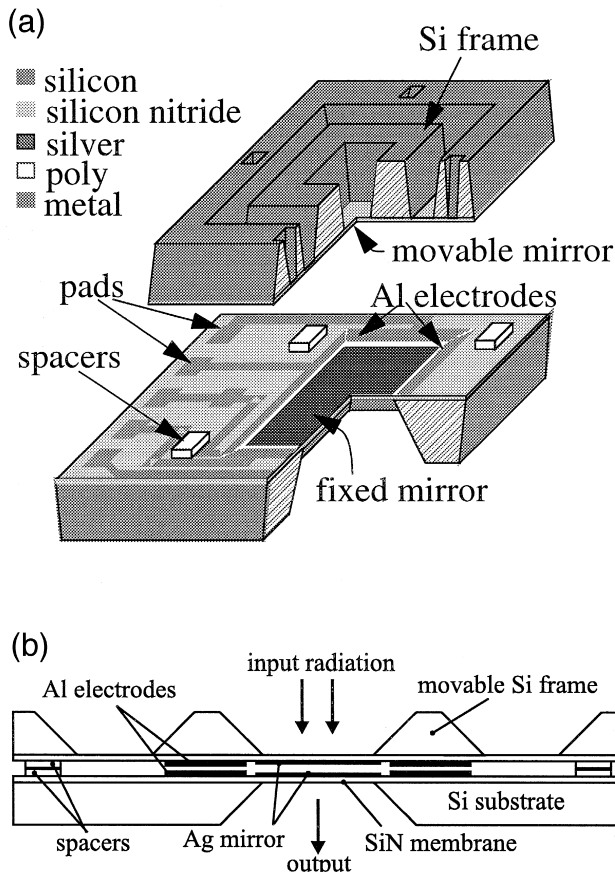 (a)
Si frame
silicon
silicon nitride
silver
poly
metal
movable mirror
pads
Al electrodes
spacers
fixed mirror
(b)
input radiation
Al electrodes
movable Si frame
Si substrate
spacers
Ag mirror
SiN membrane
output